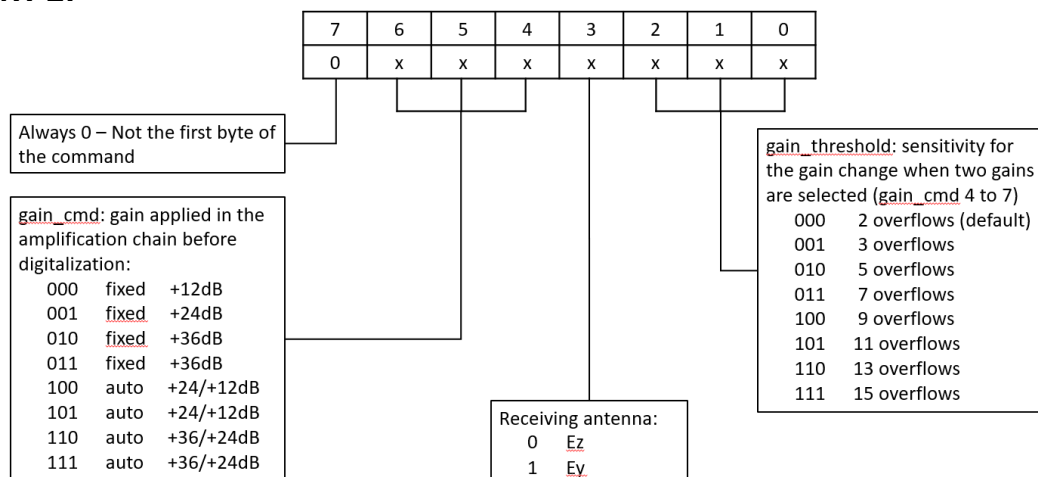 7 6 5 4 3 2 1 0
0 x x x x x x x
Always 0 – Not the first byte of
the command
gain_cmd: gain applied in the
amplification chain before
digitalization:
000 fixed +12dB
001 fixed +24dB
010 fixed +36dB
011 fixed +36dB
100 auto +24/+12dB
101 auto +24/+12dB
110 auto +36/+24dB
111 auto +36/+24dB
Receiving antenna:
0 Ez
1 Ey
gain_threshold: sensitivity for
the gain change when two gains
are selected (gain_cmd 4 to 7)
000 2 overflows (default)
001 3 overflows
010 5 overflows
011 7 overflows
100 9 overflows
101 11 overflows
110 13 overflows
111 15 overflows